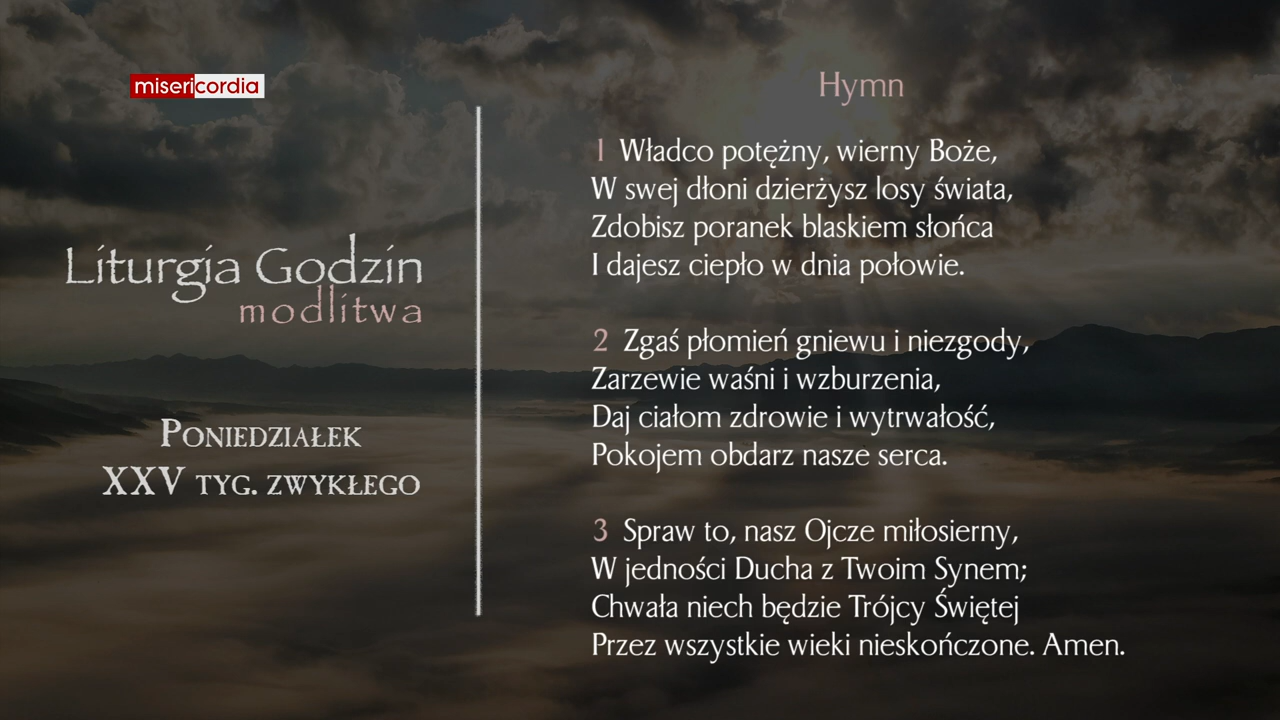 misericordia
Liturgia Godzin
modlitwa
Poniedziałek
XXV tyg. zwykłego
Hymn
1 Władco potężny, wierny Boże,
W swej dłoni dzierżysz losy świata,
Zdobisz poranek blaskiem słońca
I dajesz ciepło w dnia połowie.
2 Zgaś płomień gniewu i niezgody,
Zarzewie waśni i wzburzenia,
Daj ciałom zdrowie i wytrwałość,
Pokojem obdarz nasze serca.
3 Spraw to, nasz Ojcze miłosierny,
W jedności Ducha z Twoim Synem;
Chwała niech będzie Trójcy Świętej
Przez wszystkie wieki nieskończone. Amen.